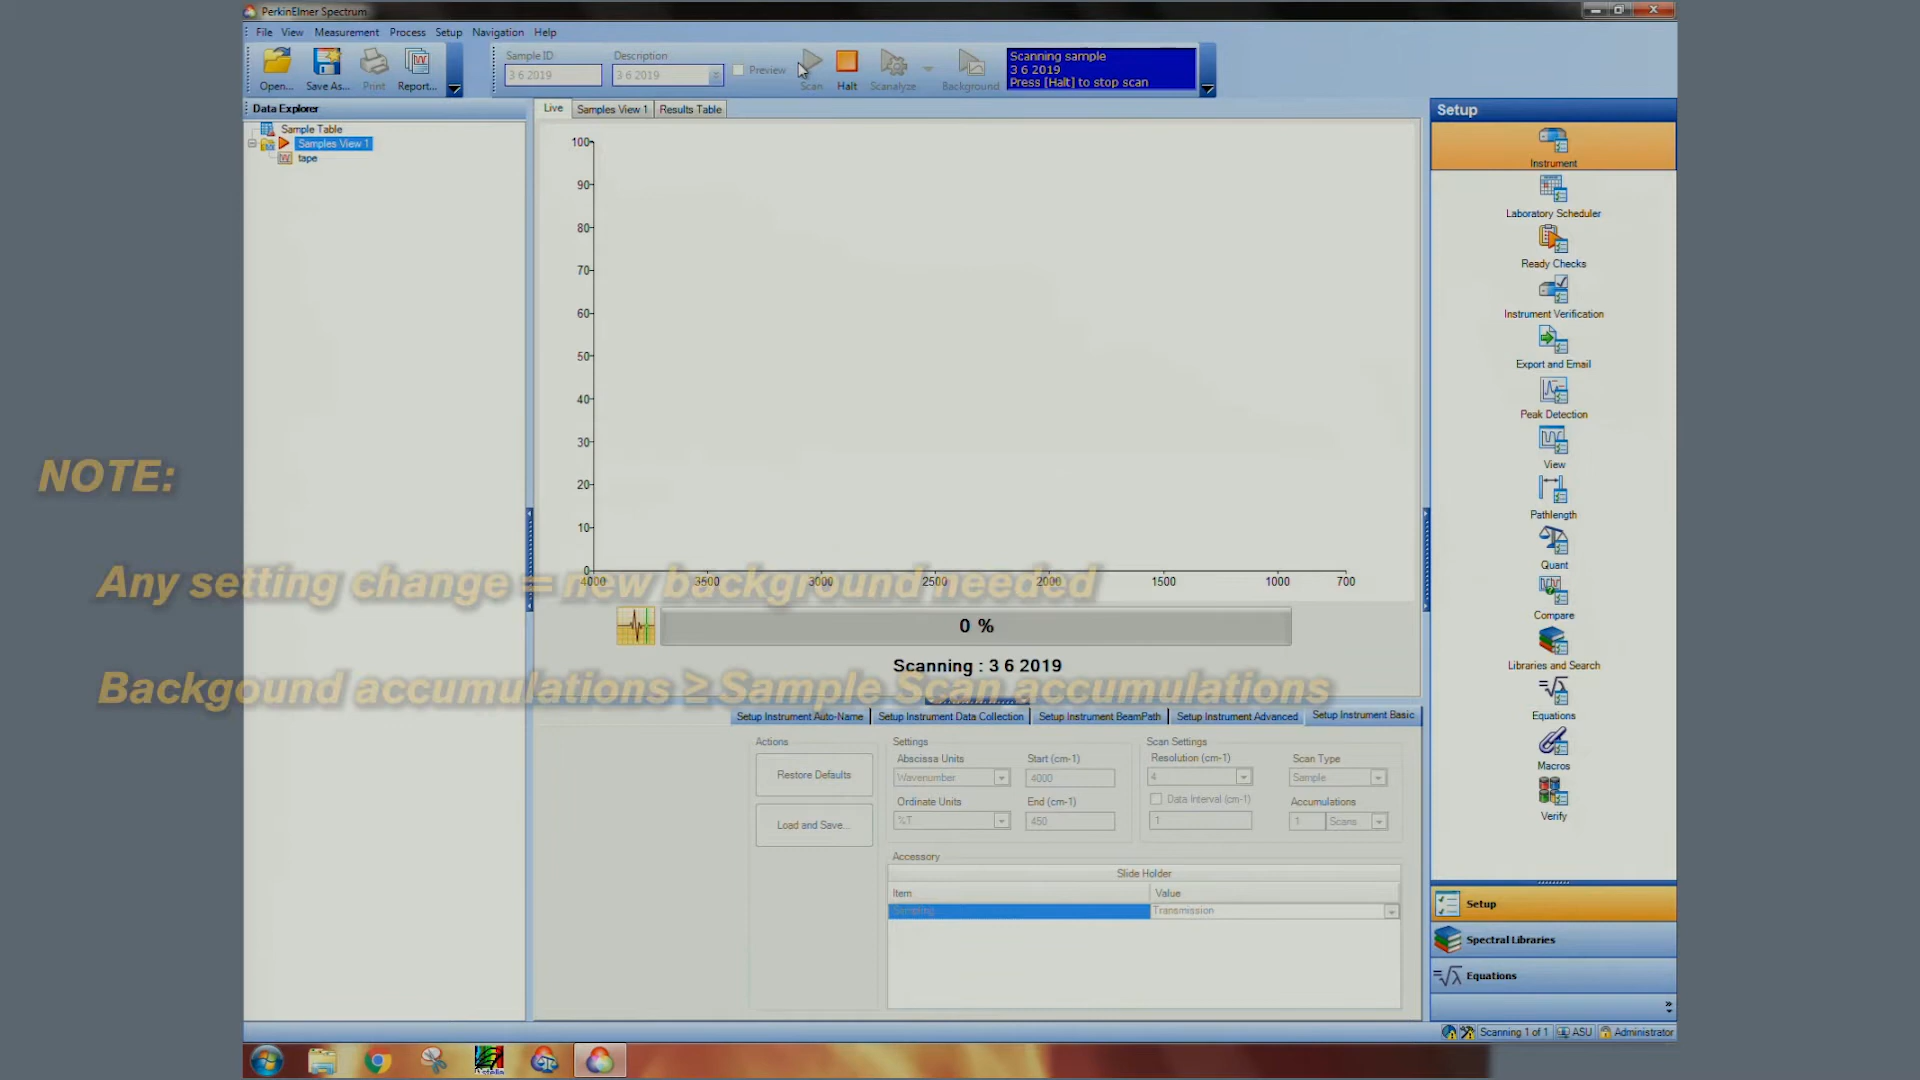 PerkinElmer Spectrum
File View Measurement Process Setup Navigation Help
Sample ID
Description
3 6 2019
3 6 2019
Preview
Open...
Save As...
Print
Report...
Scan
Halt
Scanalyze
Background
Scanning sample
3 6 2019
Press [Halt] to stop scan
Data Explorer
Sample Table
Samples View 1
tape
Live
Samples View 1
Results Table
100
90
80
70
60
50
40
30
20
10
0
4000
3500
3000
2500
2000
1500
1000
700
NOTE:
Any setting change = new background needed
Backgound accumulations ≥ Sample Scan accumulations
0 %
Scanning : 3 6 2019
Setup Instrument Auto-Name
Setup Instrument Data Collection
Setup Instrument BeamPath
Setup Instrument Advanced
Setup Instrument Basic
Actions
Restore Defaults
Load and Save...
Settings
Abscissa Units
Wavenumber
Start (cm-1)
4000
Ordinate Units
%T
End (cm-1)
450
Scan Settings
Resolution (cm-1)
4
Scan Type
Sample
Data Interval (cm-1)
1
Accumulations
1
Scans
Accessory
Slide Holder
Item
Value
Sampling
Transmission
Setup
Instrument
Laboratory Scheduler
Ready Checks
Instrument Verification
Export and Email
Peak Detection
View
Pathlength
Quant
Compare
Libraries and Search
Equations
Macros
Verify
Setup
Spectral Libraries
Equations
Scanning 1 of 1
ASU
Administrator